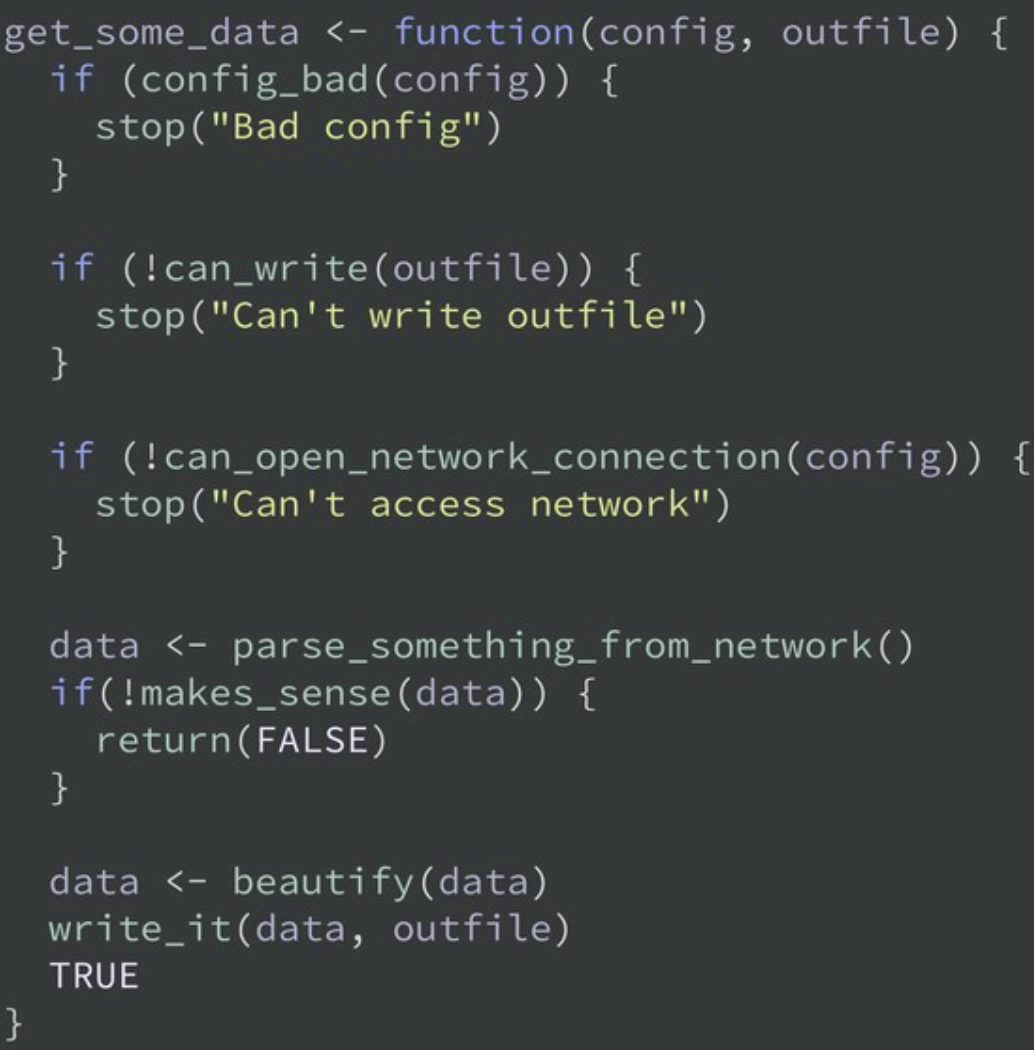 get_some_data <- function(config, outfile) {
  if (config_bad(config)) {
    stop("Bad config")
  }

  if (!can_write(outfile)) {
    stop("Can't write outfile")
  }

  if (!can_open_network_connection(config)) {
    stop("Can't access network")
  }

  data <- parse_something_from_network()
  if(!makes_sense(data)) {
    return(FALSE)
  }

  data <- beautify(data)
  write_it(data, outfile)
  TRUE
}